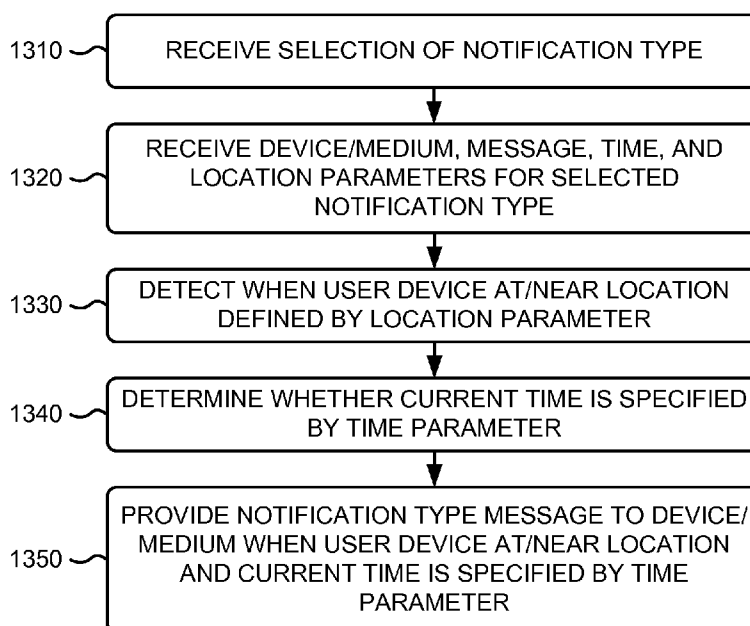 1310
RECEIVE SELECTION OF NOTIFICATION TYPE
1320
RECEIVE DEVICE/MEDIUM, MESSAGE, TIME, AND
LOCATION PARAMETERS FOR SELECTED
NOTIFICATION TYPE
1330
DETECT WHEN USER DEVICE AT/NEAR LOCATION
DEFINED BY LOCATION PARAMETER
1340
DETERMINE WHETHER CURRENT TIME IS SPECIFIED
BY TIME PARAMETER
1350
PROVIDE NOTIFICATION TYPE MESSAGE TO DEVICE/
MEDIUM WHEN USER DEVICE AT/NEAR LOCATION
AND CURRENT TIME IS SPECIFIED BY TIME
PARAMETER